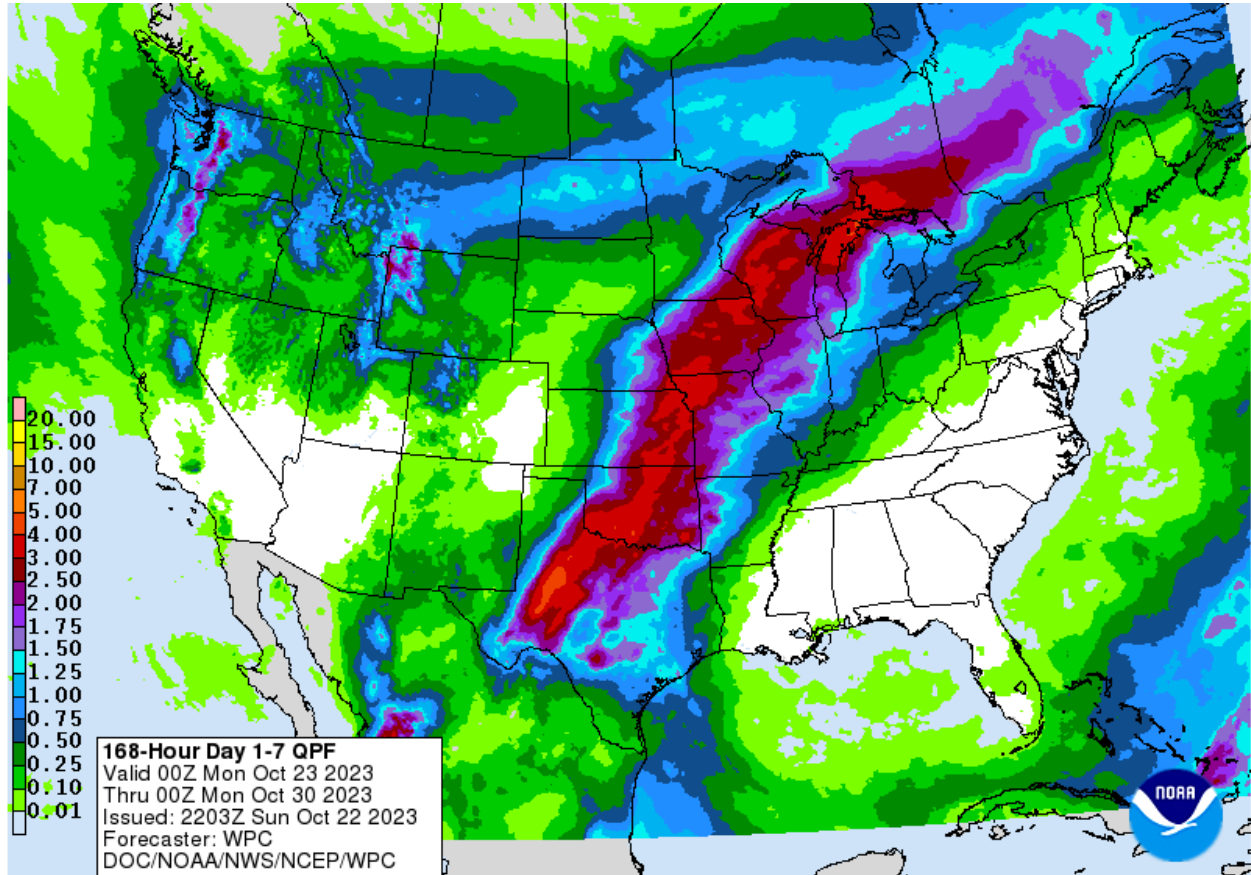 20.00
15.00
10.00
7.00
5.00
4.00
3.00
2.50
2.00
1.75
1.50
1.25
1.00
0.75
0.50
0.25
0.10
0.01
168-Hour Day 1-7 QPF
Valid 00Z Mon Oct 23 2023
Thru 00Z Mon Oct 30 2023
Issued: 2203Z Sun Oct 22 2023
Forecaster: WPC
DOC/NOAA/NWS/NCEP/WPC
NOAA